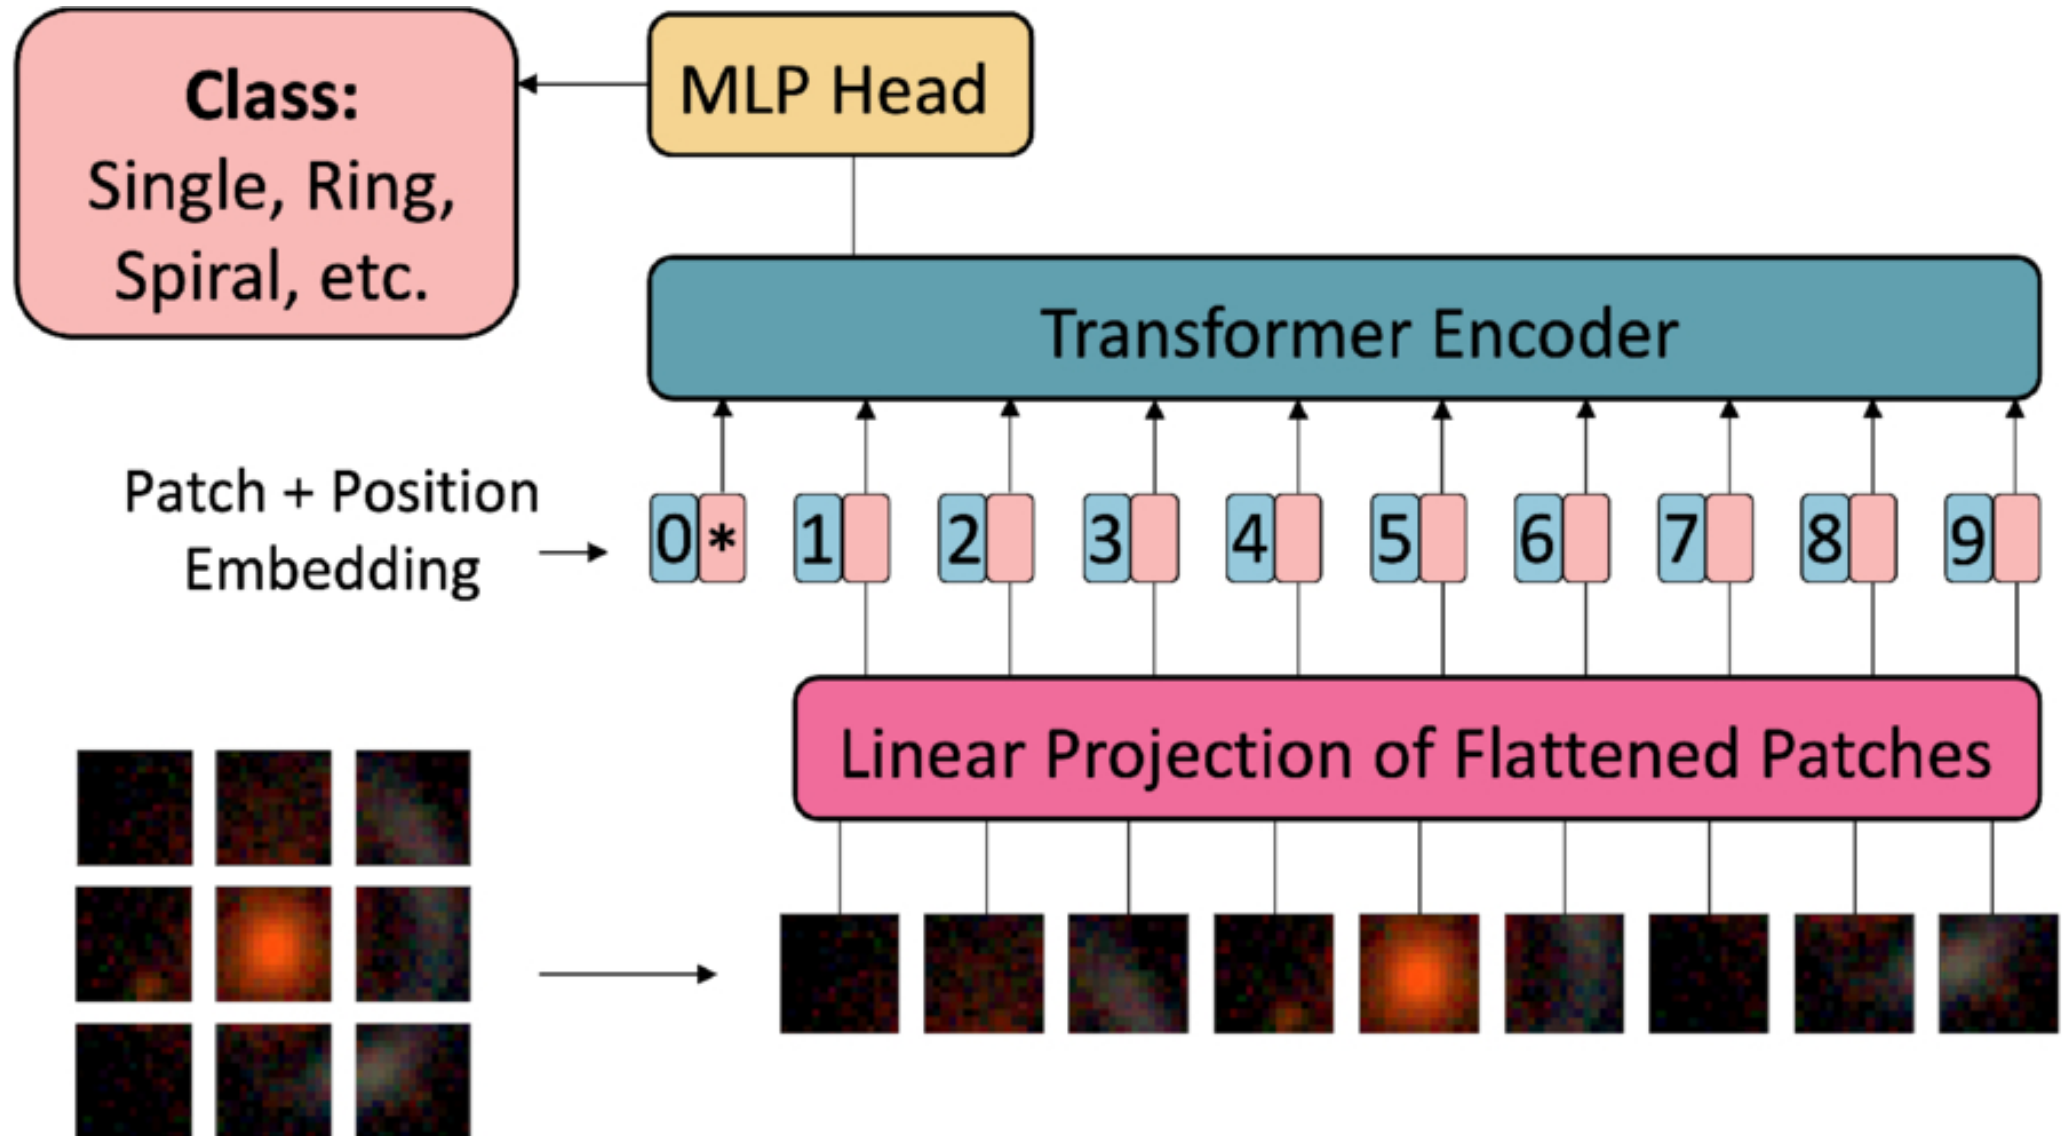 Class:
Single, Ring,
Spiral, etc.
MLP Head
Transformer Encoder
Patch + Position
Embedding
0 * 1 2 3 4 5 6 7 8 9
Linear Projection of Flattened Patches